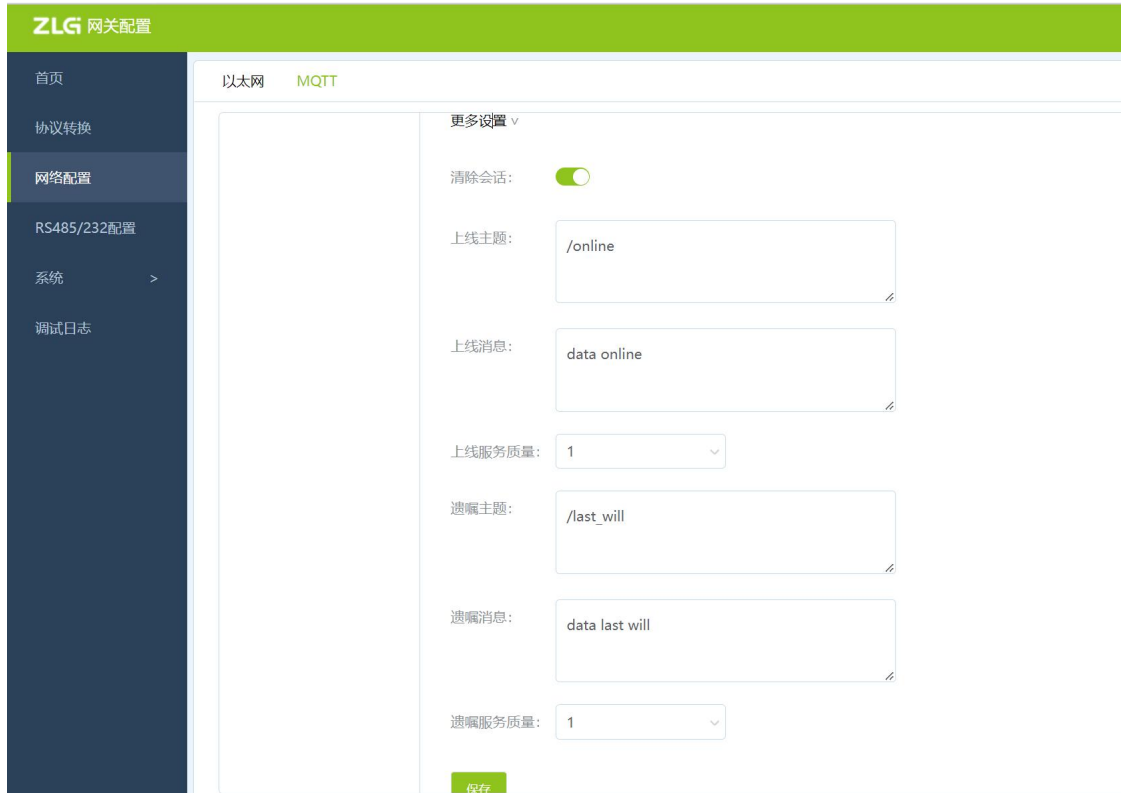 ZLG 网关配置
首页
协议转换
网络配置
RS485/232配置
系统 >
调试日志
以太网 MQTT
更多设置 ∨
清除会话：
上线主题： /online
上线消息： data online
上线服务质量： 1
遗嘱主题： /last_will
遗嘱消息： data last will
遗嘱服务质量： 1
保存